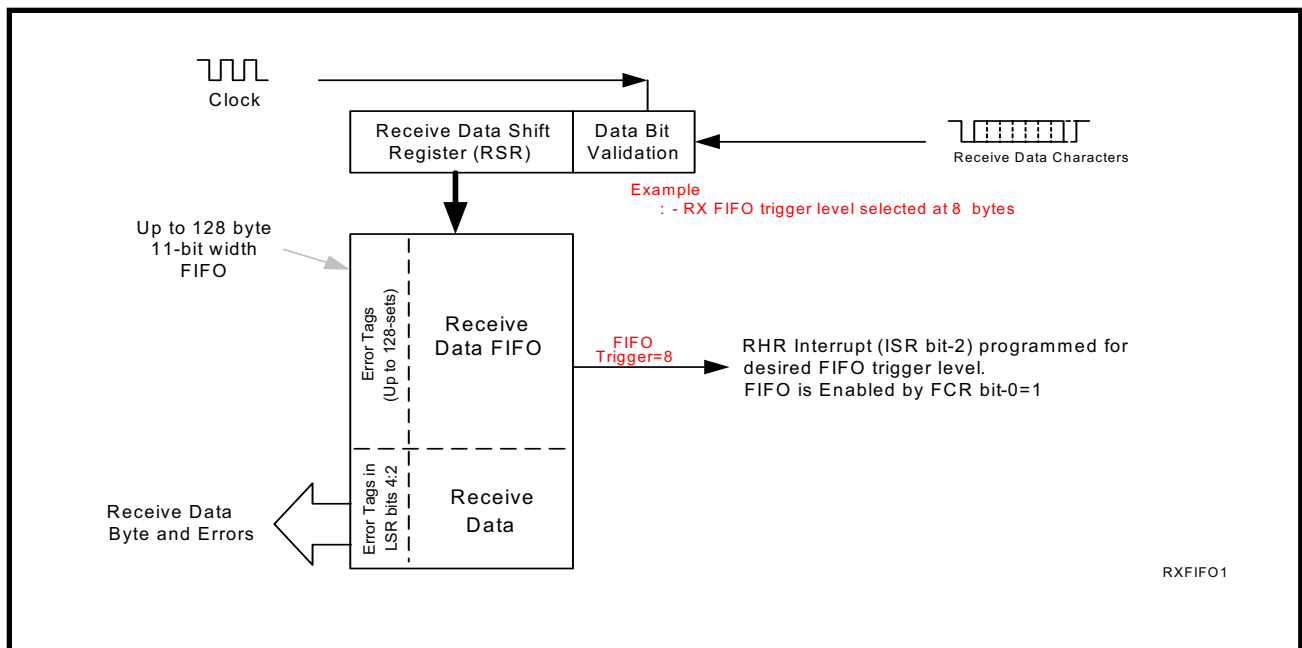 Clock
Receive Data Shift
Register (RSR)
Data Bit
Validation
Receive Data Characters
Example
: - RX FIFO trigger level selected at 8 bytes
Up to 128 byte
11-bit width
FIFO
Error Tags
(Up to 128-sets)
Receive
Data FIFO
FIFO
Trigger=8
RHR Interrupt (ISR bit-2) programmed for
desired FIFO trigger level.
FIFO is Enabled by FCR bit-0=1
Error Tags in
LSR bits 4:2
Receive
Data
Receive Data
Byte and Errors
RXFIFO1